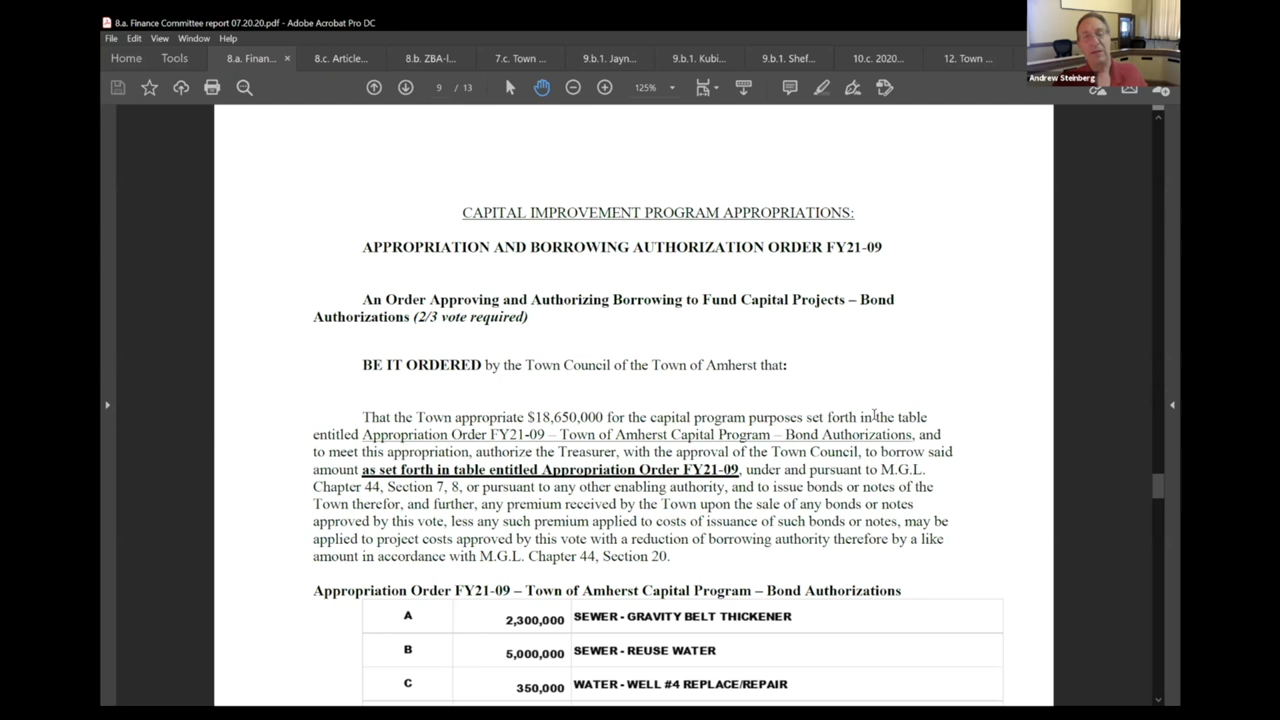 8.a. Finance Committee report 07.20.20.pdf - Adobe Acrobat Pro DC
File Edit View Window Help
Home Tools 8.a. Finan... × 8.c. Article... 8.b. ZBA-l... 7.c. Town ... 9.b.1. Jayn... 9.b.1. Kubi... 9.b.1. Shef... 10.c. 2020... 12. Town ...
9 / 13 125%
Andrew Steinberg
CAPITAL IMPROVEMENT PROGRAM APPROPRIATIONS:
APPROPRIATION AND BORROWING AUTHORIZATION ORDER FY21-09
An Order Approving and Authorizing Borrowing to Fund Capital Projects – Bond
Authorizations (2/3 vote required)
BE IT ORDERED by the Town Council of the Town of Amherst that:
That the Town appropriate $18,650,000 for the capital program purposes set forth in the table
entitled Appropriation Order FY21-09 – Town of Amherst Capital Program – Bond Authorizations, and
to meet this appropriation, authorize the Treasurer, with the approval of the Town Council, to borrow said
amount as set forth in table entitled Appropriation Order FY21-09, under and pursuant to M.G.L.
Chapter 44, Section 7, 8, or pursuant to any other enabling authority, and to issue bonds or notes of the
Town therefor, and further, any premium received by the Town upon the sale of any bonds or notes
approved by this vote, less any such premium applied to costs of issuance of such bonds or notes, may be
applied to project costs approved by this vote with a reduction of borrowing authority therefore by a like
amount in accordance with M.G.L. Chapter 44, Section 20.
Appropriation Order FY21-09 – Town of Amherst Capital Program – Bond Authorizations
A 2,300,000 SEWER - GRAVITY BELT THICKENER
B 5,000,000 SEWER - REUSE WATER
C 350,000 WATER - WELL #4 REPLACE/REPAIR